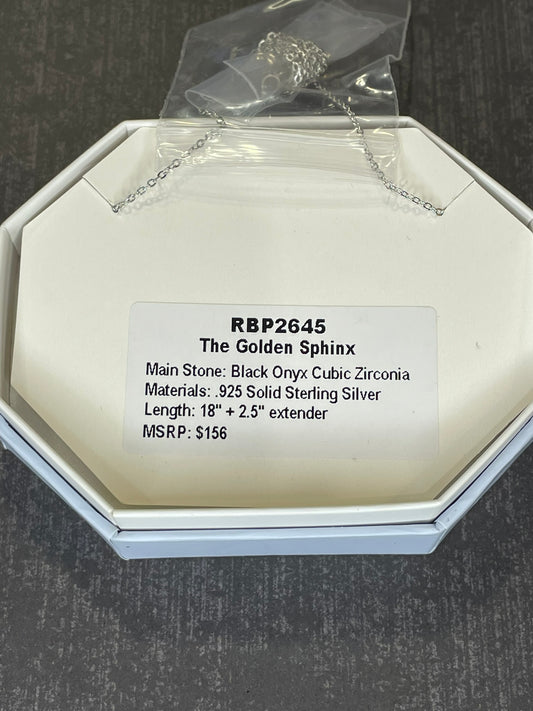 RBP2645
The Golden Sphinx
Main Stone: Black Onyx Cubic Zirconia
Materials: .925 Solid Sterling Silver
Length: 18" + 2.5" extender
MSRP: $156